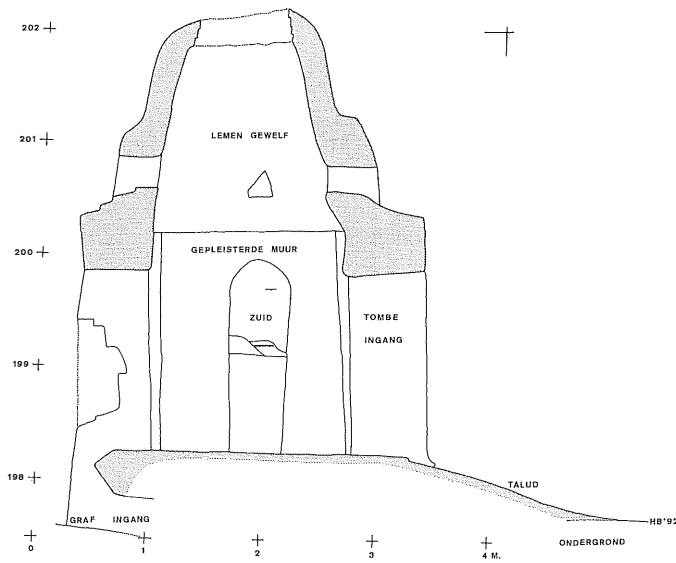 202
201
LEMEN GEWELF
200
GEPLEISTERDE MUUR
ZUID
TOMBE
INGANG
199
198
TALUD
GRAF INGANG
HB'92
ONDERGROND
0
1
2
3
4 M.